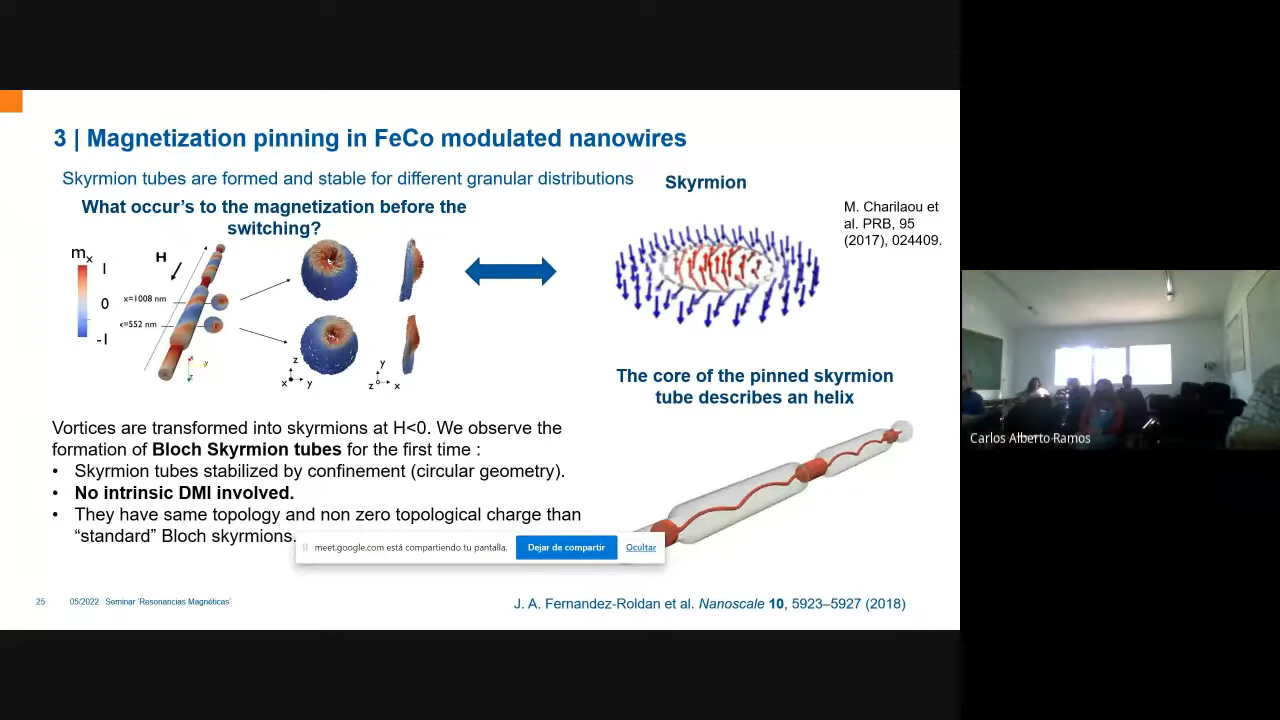 3 | Magnetization pinning in FeCo modulated nanowires
Skyrmion tubes are formed and stable for different granular distributions
What occur's to the magnetization before the
switching?
mx
1
0
-1
H
x=1008 nm
<=552 nm
x
y
z
z
x
y
y
z
x
Skyrmion
M. Charilaou et
al. PRB, 95
(2017), 024409.
The core of the pinned skyrmion
tube describes an helix
Vortices are transformed into skyrmions at H<0. We observe the
formation of Bloch Skyrmion tubes for the first time :
• Skyrmion tubes stabilized by confinement (circular geometry).
• No intrinsic DMI involved.
• They have same topology and non zero topological charge than
“standard” Bloch skyrmions.
meet.google.com está compartiendo tu pantalla.
Dejar de compartir
Ocultar
25
05/2022
Seminar 'Resonancias Magnéticas'
J. A. Fernandez-Roldan et al. Nanoscale 10, 5923–5927 (2018)
Carlos Alberto Ramos